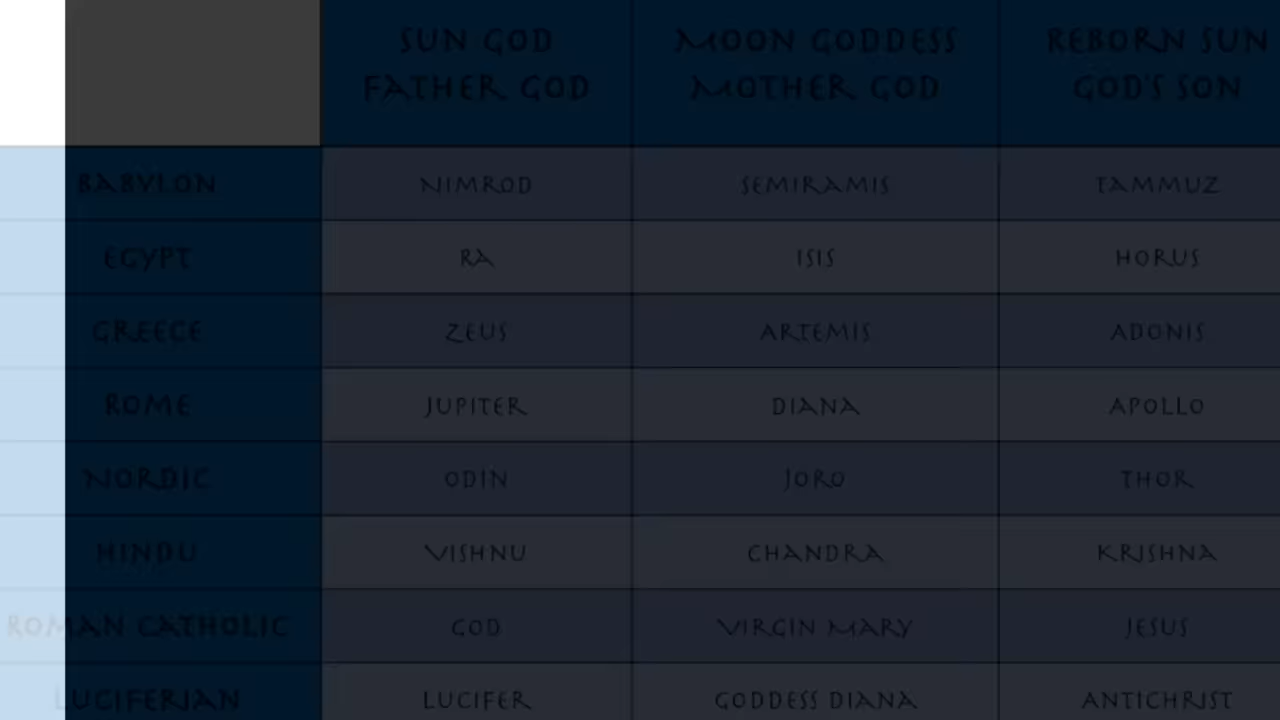 SUN GOD MOON GODDESS REBORN SUN
FATHER GOD MOTHER GOD GOD'S SON
BABYLON NIMROD SEMIRAMIS TAMMUZ
EGYPT RA ISIS HORUS
GREECE ZEUS ARTEMIS ADONIS
ROME JUPITER DIANA APOLLO
NORDIC ODIN JORO THOR
HINDU VISHNU CHANDRA KRISHNA
ROMAN CATHOLIC GOD VIRGIN MARY JESUS
LUCIFERIAN LUCIFER GODDESS DIANA ANTICHRIST